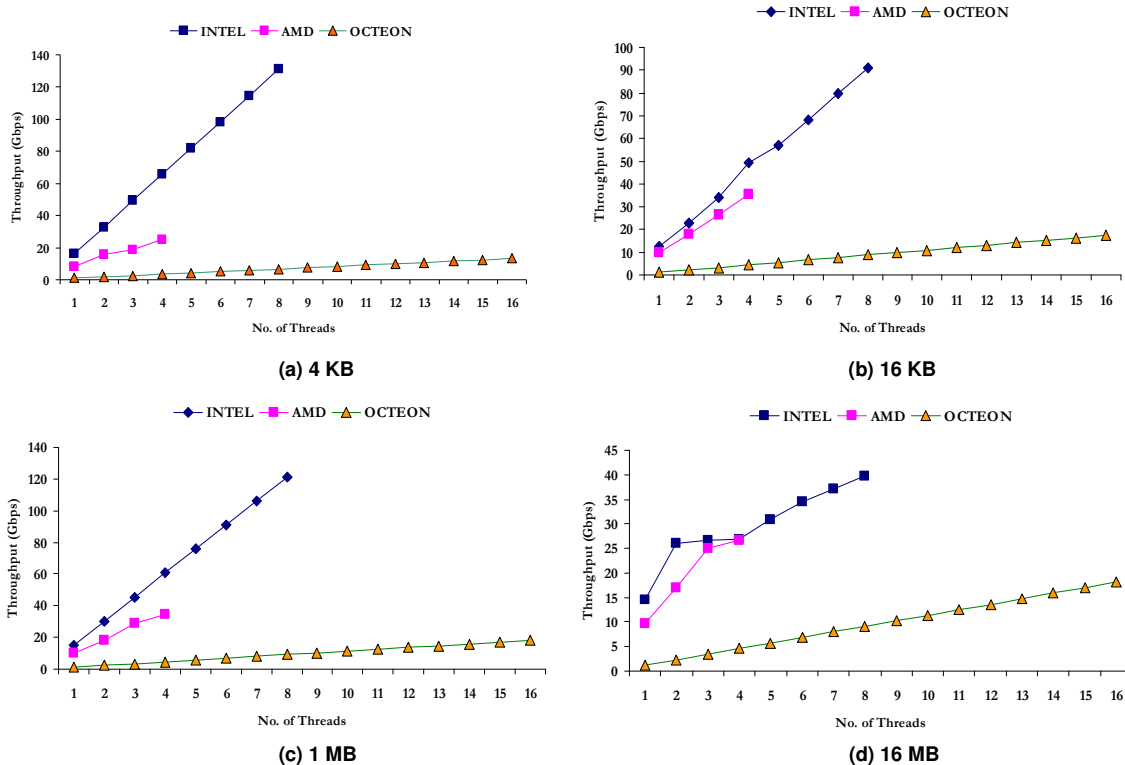 INTEL AMD OCTEON
140
120
100
80
60
40
20
0
Throughput (Gbps)
1 2 3 4 5 6 7 8 9 10 11 12 13 14 15 16
No. of Threads
(a) 4 KB
INTEL AMD OCTEON
100
90
80
70
60
50
40
30
20
10
0
Throughput (Gbps)
1 2 3 4 5 6 7 8 9 10 11 12 13 14 15 16
No. of Threads
(b) 16 KB
INTEL AMD OCTEON
140
120
100
80
60
40
20
0
Throughput (Gbps)
1 2 3 4 5 6 7 8 9 10 11 12 13 14 15 16
No. of Threads
(c) 1 MB
INTEL AMD OCTEON
45
40
35
30
25
20
15
10
5
0
Throughput (Gbps)
1 2 3 4 5 6 7 8 9 10 11 12 13 14 15 16
No. of Threads
(d) 16 MB